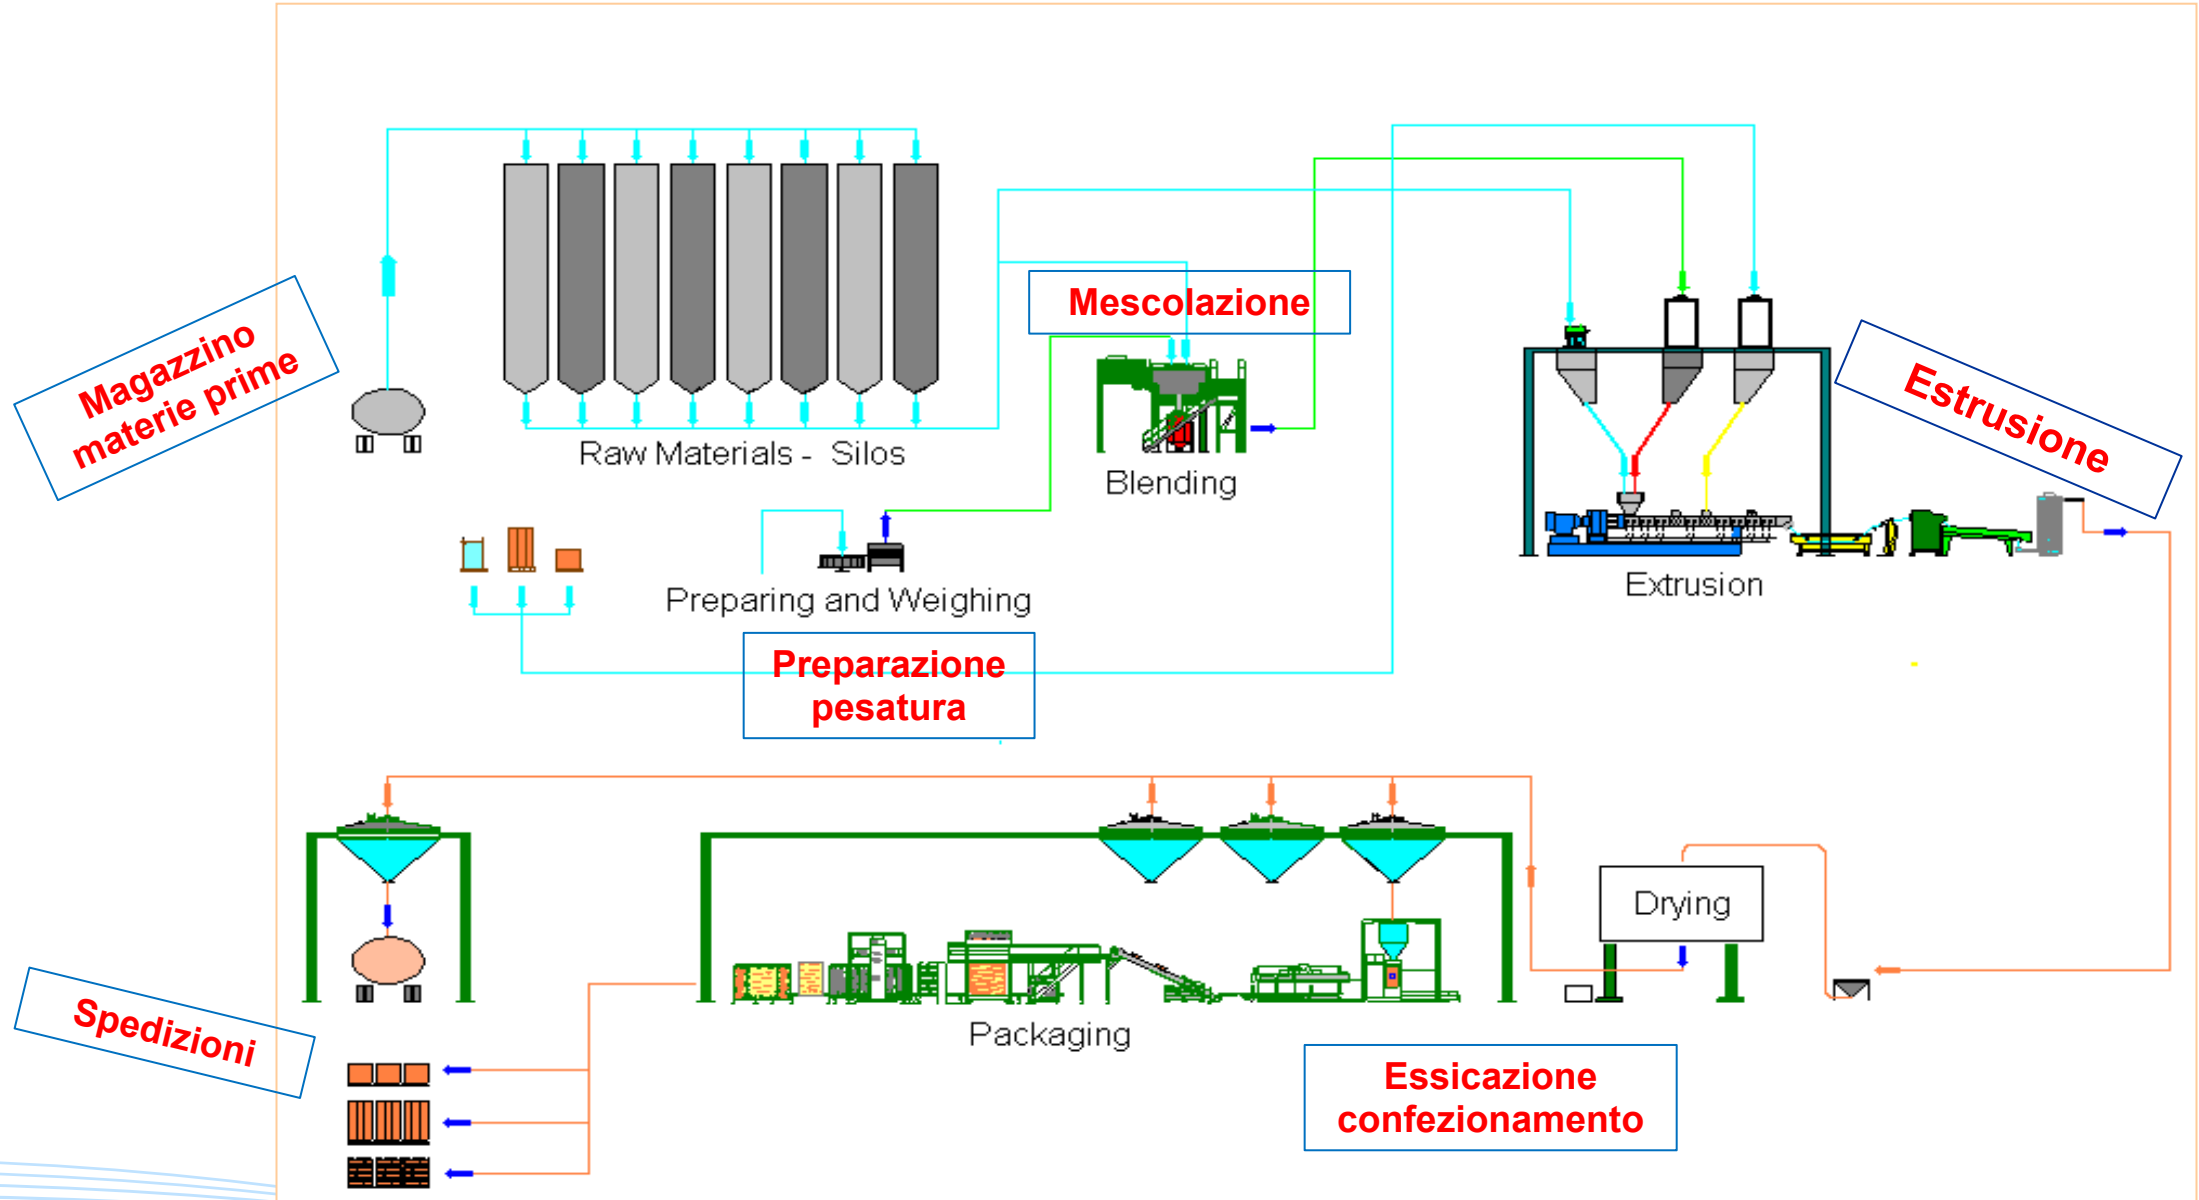 Magazzino
materie prime
Raw Materials - Silos
Mescolazione
Blending
Estrusione
Extrusion
Preparing and Weighing
Preparazione
pesatura
Drying
Packaging
Spedizioni
Essicazione
confezionamento